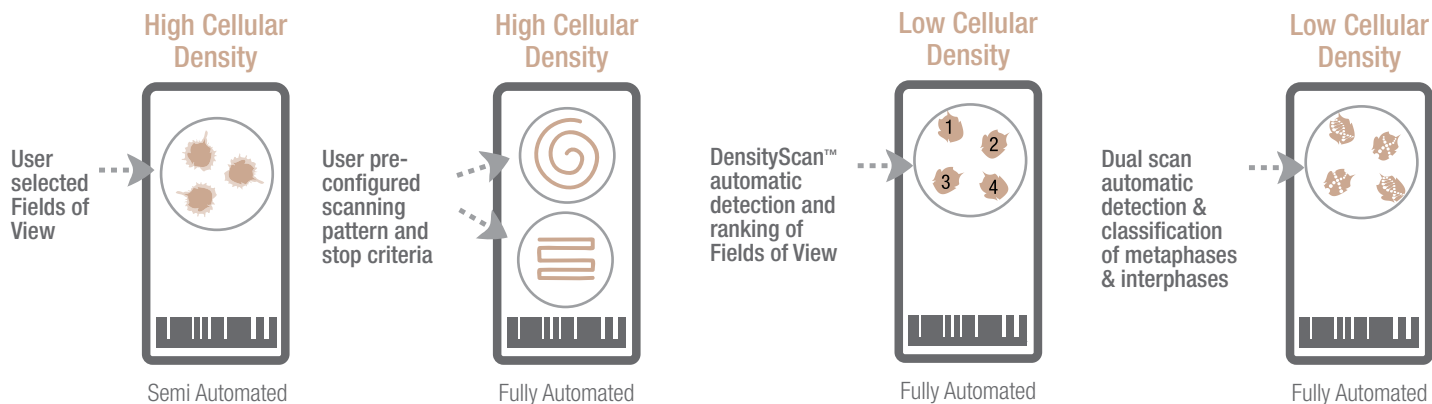 High Cellular
Density
User
selected
Fields of
View
Semi Automated
High Cellular
Density
User pre-
configured
scanning
pattern and
stop criteria
Fully Automated
Low Cellular
Density
DensityScan™
automatic
detection and
ranking of
Fields of View
1
2
3
4
Fully Automated
Low Cellular
Density
Dual scan
automatic
detection &
classification
of metaphases
& interphases
Fully Automated